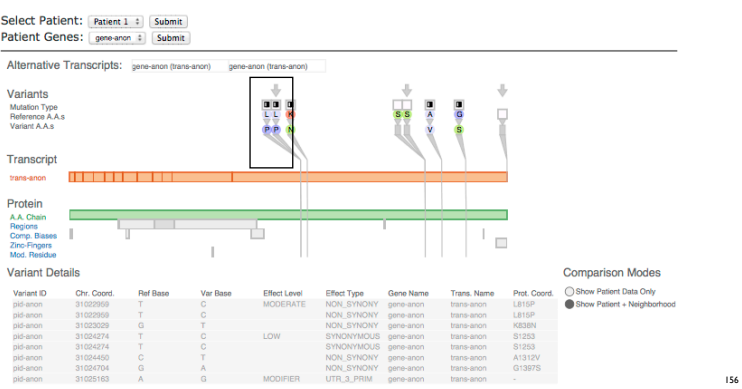 Select Patient: Patient 1 Submit
Patient Genes: gene-anon Submit
Alternative Transcripts: gene-anon (trans-anon) gene-anon (trans-anon)
Variants
Mutation Type
Reference A.A.s
Variant A.A.s
L L K S S A G
P P N V S
Transcript
trans-anon
Protein
A.A. Chain
Regions
Comp. Biases
Zinc-Fingers
Mod. Residue
Variant Details
Variant ID Chr. Coord. Ref Base Var Base Effect Level Effect Type Gene Name Trans. Name Prot. Coord.
pid-anon 31022959 T C MODERATE NON_SYNONY gene-anon trans-anon L815P
pid-anon 31022959 T C NON_SYNONY gene-anon trans-anon L815P
pid-anon 31023029 G T NON_SYNONY gene-anon trans-anon K838N
pid-anon 31024274 T C LOW SYNONYMOUS gene-anon trans-anon S1253
pid-anon 31024274 T C SYNONYMOUS gene-anon trans-anon S1253
pid-anon 31024450 C T NON_SYNONY gene-anon trans-anon A1312V
pid-anon 31024704 G A NON_SYNONY gene-anon trans-anon G1397S
pid-anon 31025163 A G MODIFIER UTR_3_PRIM gene-anon trans-anon -
Comparison Modes
Show Patient Data Only
Show Patient + Neighborhood
156